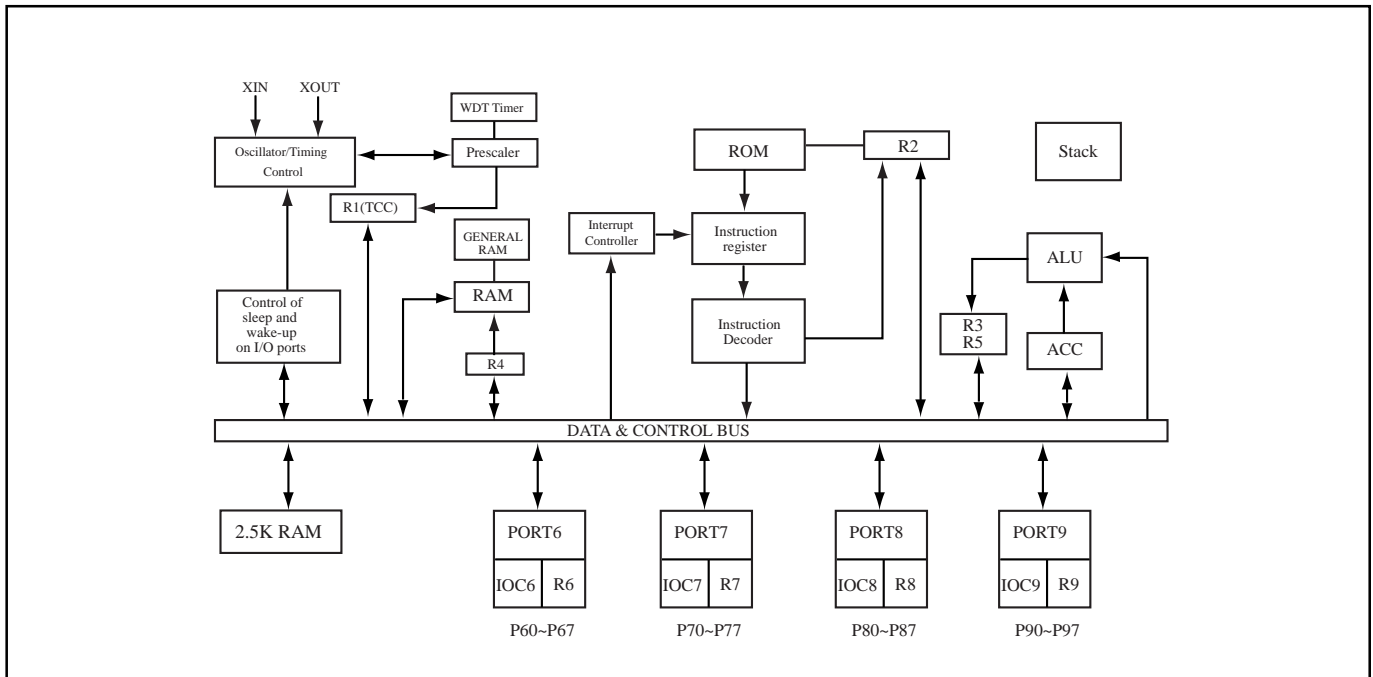 XIN
XOUT
WDT Timer
Oscillator/Timing
Control
Prescaler
ROM
R2
Stack
R1(TCC)
GENERAL
RAM
Interrupt
Controller
Instruction
register
ALU
Control of
sleep and
wake-up
on I/O ports
RAM
R4
Instruction
Decoder
R3
R5
ACC
DATA & CONTROL BUS
2.5K RAM
PORT6
IOC6
R6
P60~P67
PORT7
IOC7
R7
P70~P77
PORT8
IOC8
R8
P80~P87
PORT9
IOC9
R9
P90~P97